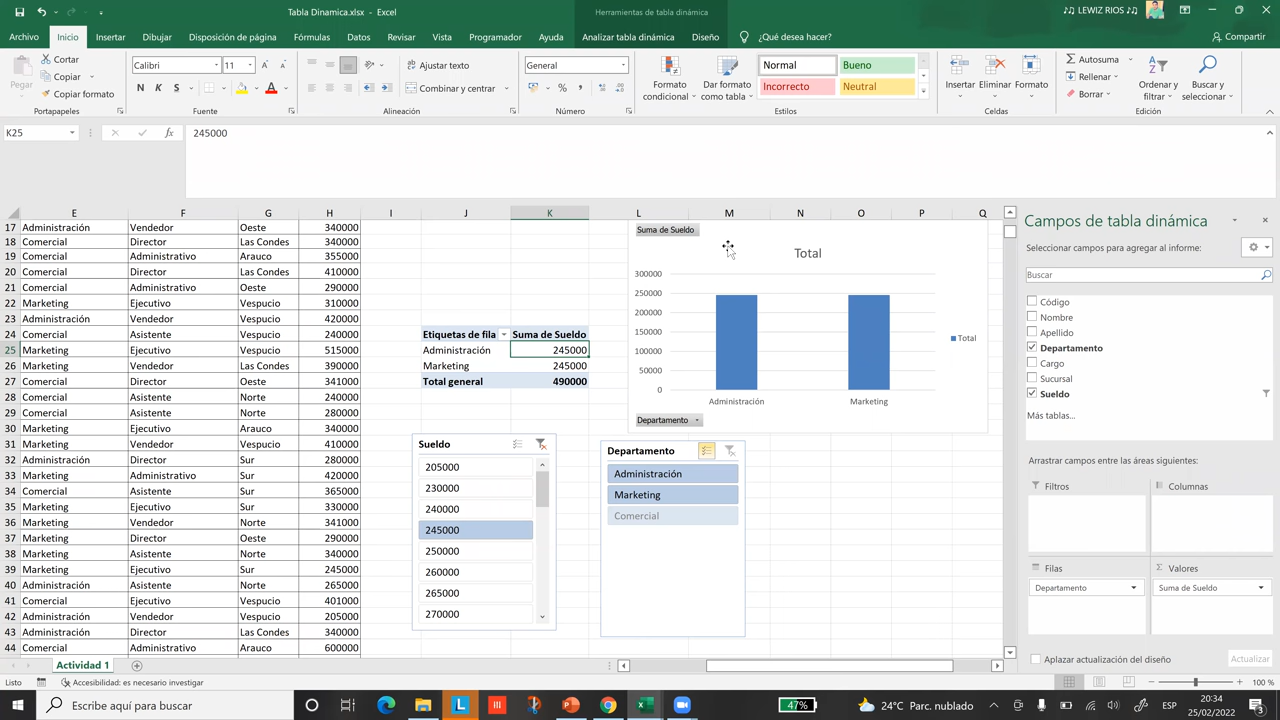 Tabla Dinamica.xlsx - Excel
Herramientas de tabla dinámica
♫♪ LEWIZ RIOS ♫♪
Archivo Inicio Insertar Dibujar Disposición de página Fórmulas Datos Revisar Vista Programador Ayuda Analizar tabla dinámica Diseño ¿Qué desea hacer? Compartir
Pegar
Cortar
Copiar
Copiar formato
Portapapeles
Calibri 11
N K S
Fuente
Ajustar texto
Combinar y centrar
Alineación
General
Número
Formato condicional
Dar formato como tabla
Normal Bueno
Incorrecto Neutral
Estilos
Insertar Eliminar Formato
Celdas
Autosuma
Rellenar
Borrar
Ordenar y filtrar
Buscar y seleccionar
Edición
K25 fx 245000
E F G H I J K L M N O P Q
17 Administración Vendedor Oeste 340000
18 Comercial Director Las Condes 340000
19 Comercial Administrativo Arauco 355000
20 Comercial Director Las Condes 410000
21 Comercial Administrativo Oeste 290000
22 Marketing Ejecutivo Vespucio 310000
23 Administración Vendedor Vespucio 420000
24 Comercial Asistente Vespucio 240000
25 Marketing Ejecutivo Vespucio 515000
26 Marketing Vendedor Las Condes 390000
27 Comercial Director Oeste 341000
28 Comercial Asistente Norte 240000
29 Comercial Asistente Norte 280000
30 Marketing Ejecutivo Arauco 340000
31 Marketing Vendedor Vespucio 410000
32 Administración Director Sur 280000
33 Marketing Administrativo Sur 420000
34 Comercial Asistente Sur 365000
35 Marketing Ejecutivo Sur 330000
36 Marketing Vendedor Norte 341000
37 Marketing Director Oeste 290000
38 Marketing Asistente Norte 340000
39 Marketing Ejecutivo Sur 245000
40 Administración Asistente Norte 265000
41 Comercial Ejecutivo Vespucio 401000
42 Administración Vendedor Vespucio 205000
43 Administración Director Las Condes 340000
44 Comercial Administrativo Arauco 600000
Etiquetas de fila Suma de Sueldo
Administración 245000
Marketing 245000
Total general 490000
Suma de Sueldo
Total
300000
250000
200000
150000
100000
50000
0
Administración Marketing
Total
Departamento
Sueldo
205000
230000
240000
245000
250000
260000
265000
270000
Departamento
Administración
Marketing
Comercial
Campos de tabla dinámica
Seleccionar campos para agregar al informe:
Buscar
Código
Nombre
Apellido
Departamento
Cargo
Sucursal
Sueldo
Más tablas...
Arrastrar campos entre las áreas siguientes:
Filtros Columnas
Filas Σ Valores
Departamento Suma de Sueldo
Aplazar actualización del diseño Actualizar
Actividad 1
Listo Accesibilidad: es necesario investigar 100 %
Escribe aquí para buscar
47%
24°C Parc. nublado
ESP
20:34
25/02/2022
3